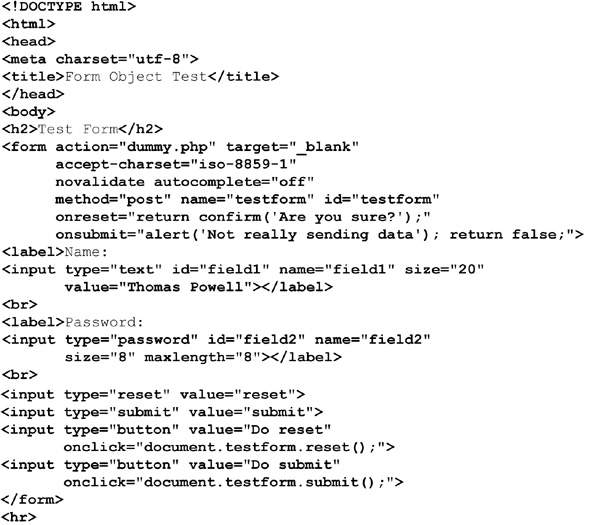 <!DOCTYPE html>
<html>
<head>
<meta charset="utf-8">
<title>Form Object Test</title>
</head>
<body>
<h2>Test Form</h2>
<form action="dummy.php" target="_blank"
accept-charset="iso-8859-1"
novalidate autocomplete="off"
method="post" name="testform" id="testform"
onreset="return confirm('Are you sure?');"
onsubmit="alert('Not really sending data'); return false;">
<label>Name:
<input type="text" id="field1" name="field1" size="20"
value="Thomas Powell"></label>
<br>
<label>Password:
<input type="password" id="field2" name="field2"
size="8" maxlength="8"></label>
<br>
<input type="reset" value="reset">
<input type="submit" value="submit">
<input type="button" value="Do reset"
onclick="document.testform.reset();">
<input type="button" value="Do submit"
onclick="document.testform.submit();">
</form>
<hr>